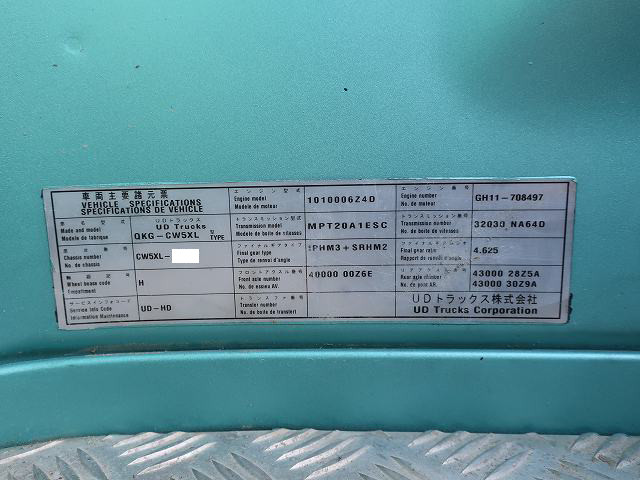 車両主要諸元票
VEHICLE SPECIFICATIONS
SPECIFICATIONS DE VEHICLE
車名型式
Made and model
Modele de fabrique
UDトラックス
UD Trucks
QKG-CW5XL 型 TYPE
車台番号
Chassis number
No. de chassis
CW5XL-
Wheel base code
Empattement
H
サービスインフォコード
Service Info Code
Information Maintenance
UD-HD
エンジン型式
Engine model
Modele de moteur
1010006Z4D
トランスミッション型式
Transmission model
Modele de boite de vitesses
MPT20A1ESC
ファイナルギアタイプ
Final gear type
Type de renvoi d'angle
PHM3+SRHM2
フロントアクスル番号
Front axle number
No. de essieu AV.
40000 00Z6E
トランスファ番号
Transfer number
No. de boite de transfert
エンジン番号
Engine number
No. de moteur
GH11-708497
トランスミッション番号
Transmission number
No. de boite de vitesses
32030 NA64D
ファイナルギアレシオ
Final gear ratio
Rapport de renvoi d'angle
4.625
リアアクスル番号
Rear axle number
No. de pont AR.
43000 28Z5A
43000 30Z9A
UDトラックス株式会社
UD Trucks Corporation